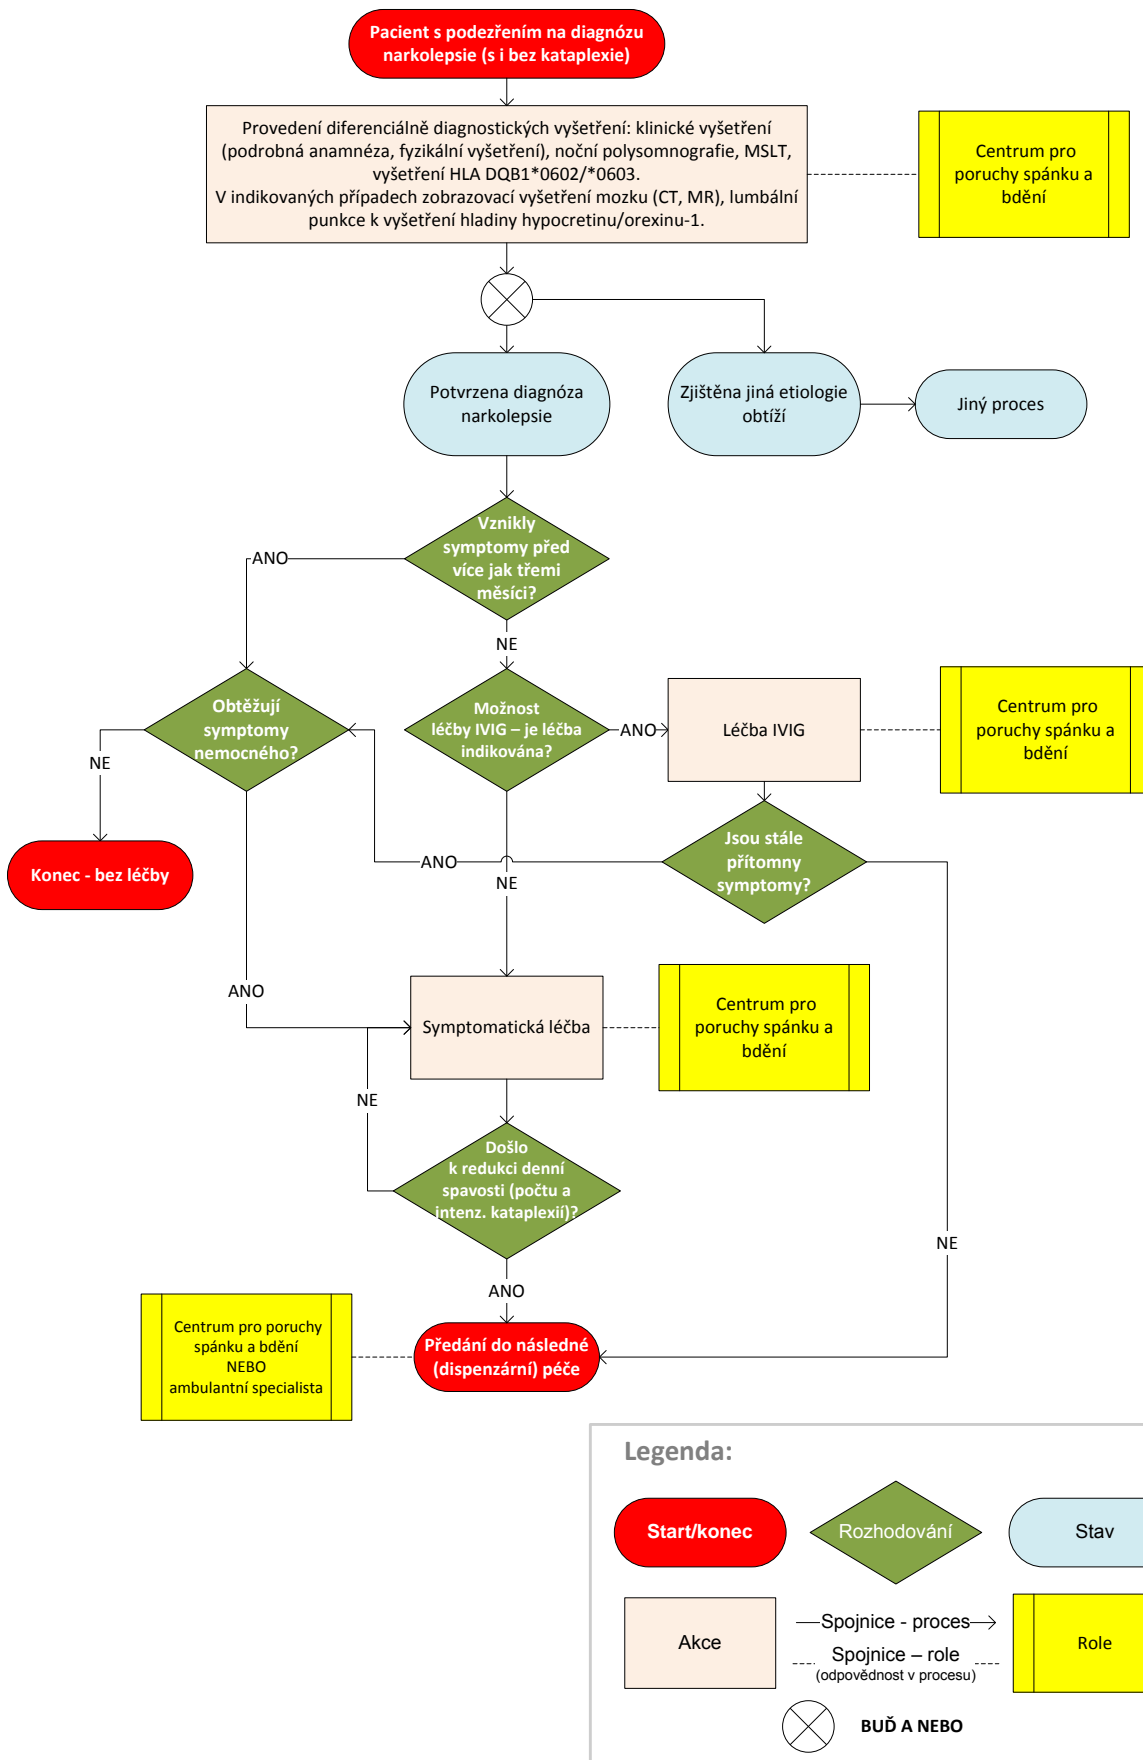 Pacient s podezřením na diagnózu
narkolepsie (s i bez kataplexie)
Provedení diferenciálně diagnostických vyšetření: klinické vyšetření
(podrobná anamnéza, fyzikální vyšetření), noční polysomnografie, MSLT,
vyšetření HLA DQB1*0602/*0603.
V indikovaných případech zobrazovací vyšetření mozku (CT, MR), lumbální
punkce k vyšetření hladiny hypocretinu/orexinu-1.
Centrum pro
poruchy spánku a
bdění
Potvrzena diagnóza
narkolepsie
Zjištěna jiná etiologie
obtíží
Jiný proces
Vznikly
symptomy před
více jak třemi
měsíci?
ANO
NE
Obtěžují
symptomy
nemocného?
Možnost
léčby IVIG – je léčba
indikována?
ANO
Léčba IVIG
Centrum pro
poruchy spánku a
bdění
NE
Konec - bez léčby
Jsou stále
přítomny
symptomy?
ANO
NE
ANO
Symptomatická léčba
Centrum pro
poruchy spánku a
bdění
NE
Došlo
k redukci denní
spavosti (počtu a
intenz. kataplexií)?
NE
ANO
Centrum pro poruchy
spánku a bdění
NEBO
ambulantní specialista
Předání do následné
(dispenzární) péče
Legenda:
Start/konec
Rozhodování
Stav
Akce
Spojnice - proces
Spojnice – role
(odpovědnost v procesu)
Role
BUĎ A NEBO